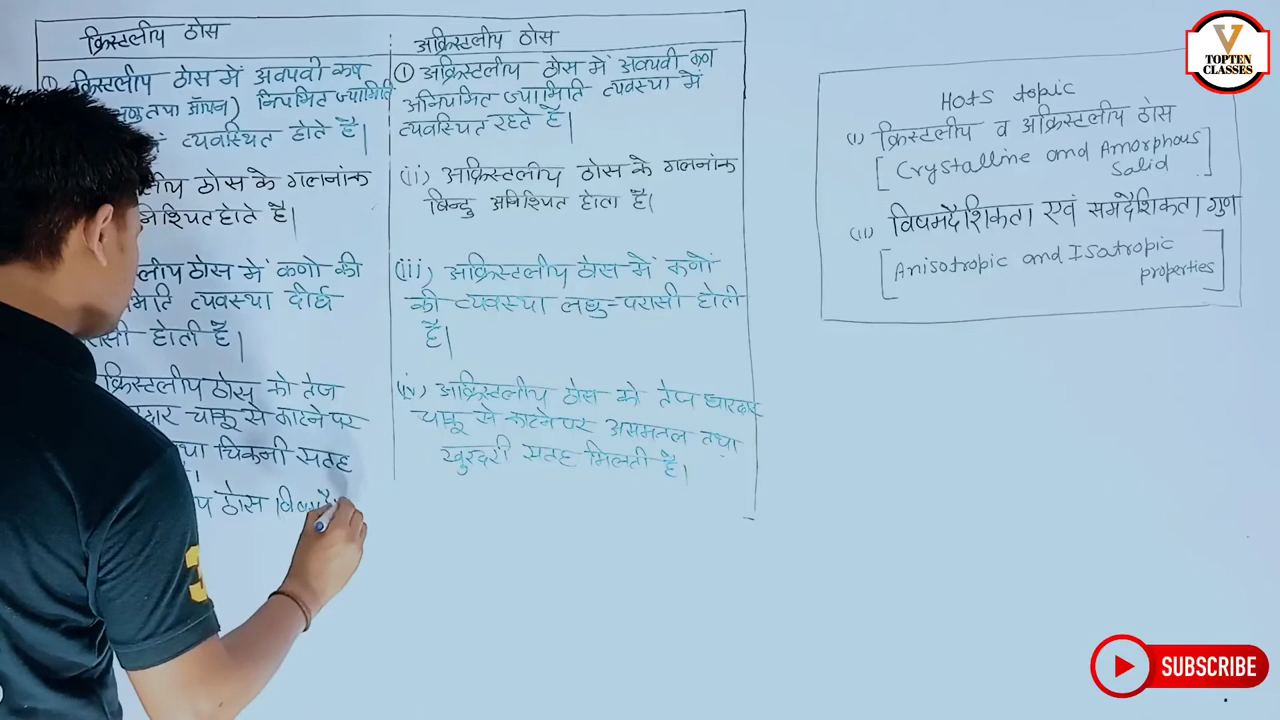 क्रिस्टलीय ठोस
क्रिस्टलीय ठोस में अवयवी कण
तथा ऑयन) नियमित ज्यामिति
व्यवस्थित होते है।
ठोस के गलनांक
निश्चित होते है।
ठोस में कणो की
व्यवस्था दीर्घ
होती है।
क्रिस्टलीय ठोस को तेज
चाकू से काटने पर
चिकनी सतह
ठोस
अक्रिस्टलीय ठोस
(i) अक्रिस्टलीय ठोस में अवयवी कण
अनियमित ज्यामिति व्यवस्था में
व्यवस्थित रहते है।
(ii) अक्रिस्टलीय ठोस के गलनांक
बिन्दु अनिश्चित होता है।
(iii) अक्रिस्टलीय ठोस में कणों
की व्यवस्था लघु-परासी होती
है।
(iv) अक्रिस्टलीय ठोस को तेज धारदार
चाकू से काटने पर असमतल तथा
खुरदरी सतह मिलती है।
Hots topic
(i) क्रिस्टलीय व अक्रिस्टलीय ठोस
[Crystalline and Amorphous
Solid]
(ii) विषमदैशिकता एवं समदैशिकता गुण
[Anisotropic and Isotropic
properties]
V
TOPTEN
CLASSES
SUBSCRIBE